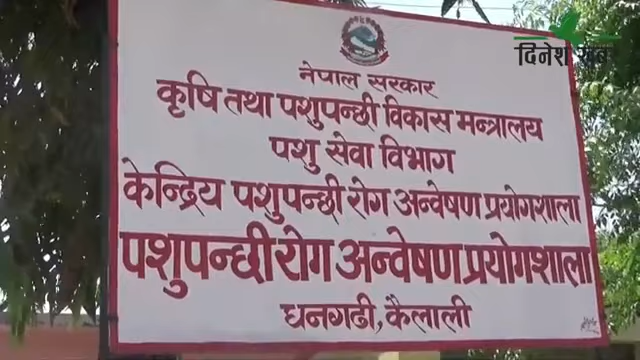 दिनेश खबर
नेपाल सरकार
कृषि तथा पशुपन्छी विकास मन्त्रालय
पशु सेवा विभाग
केन्द्रिय पशुपन्छी रोग अन्वेषण प्रयोगशाला
पशुपन्छी रोग अन्वेषण प्रयोगशाला
धनगढी, कैलाली